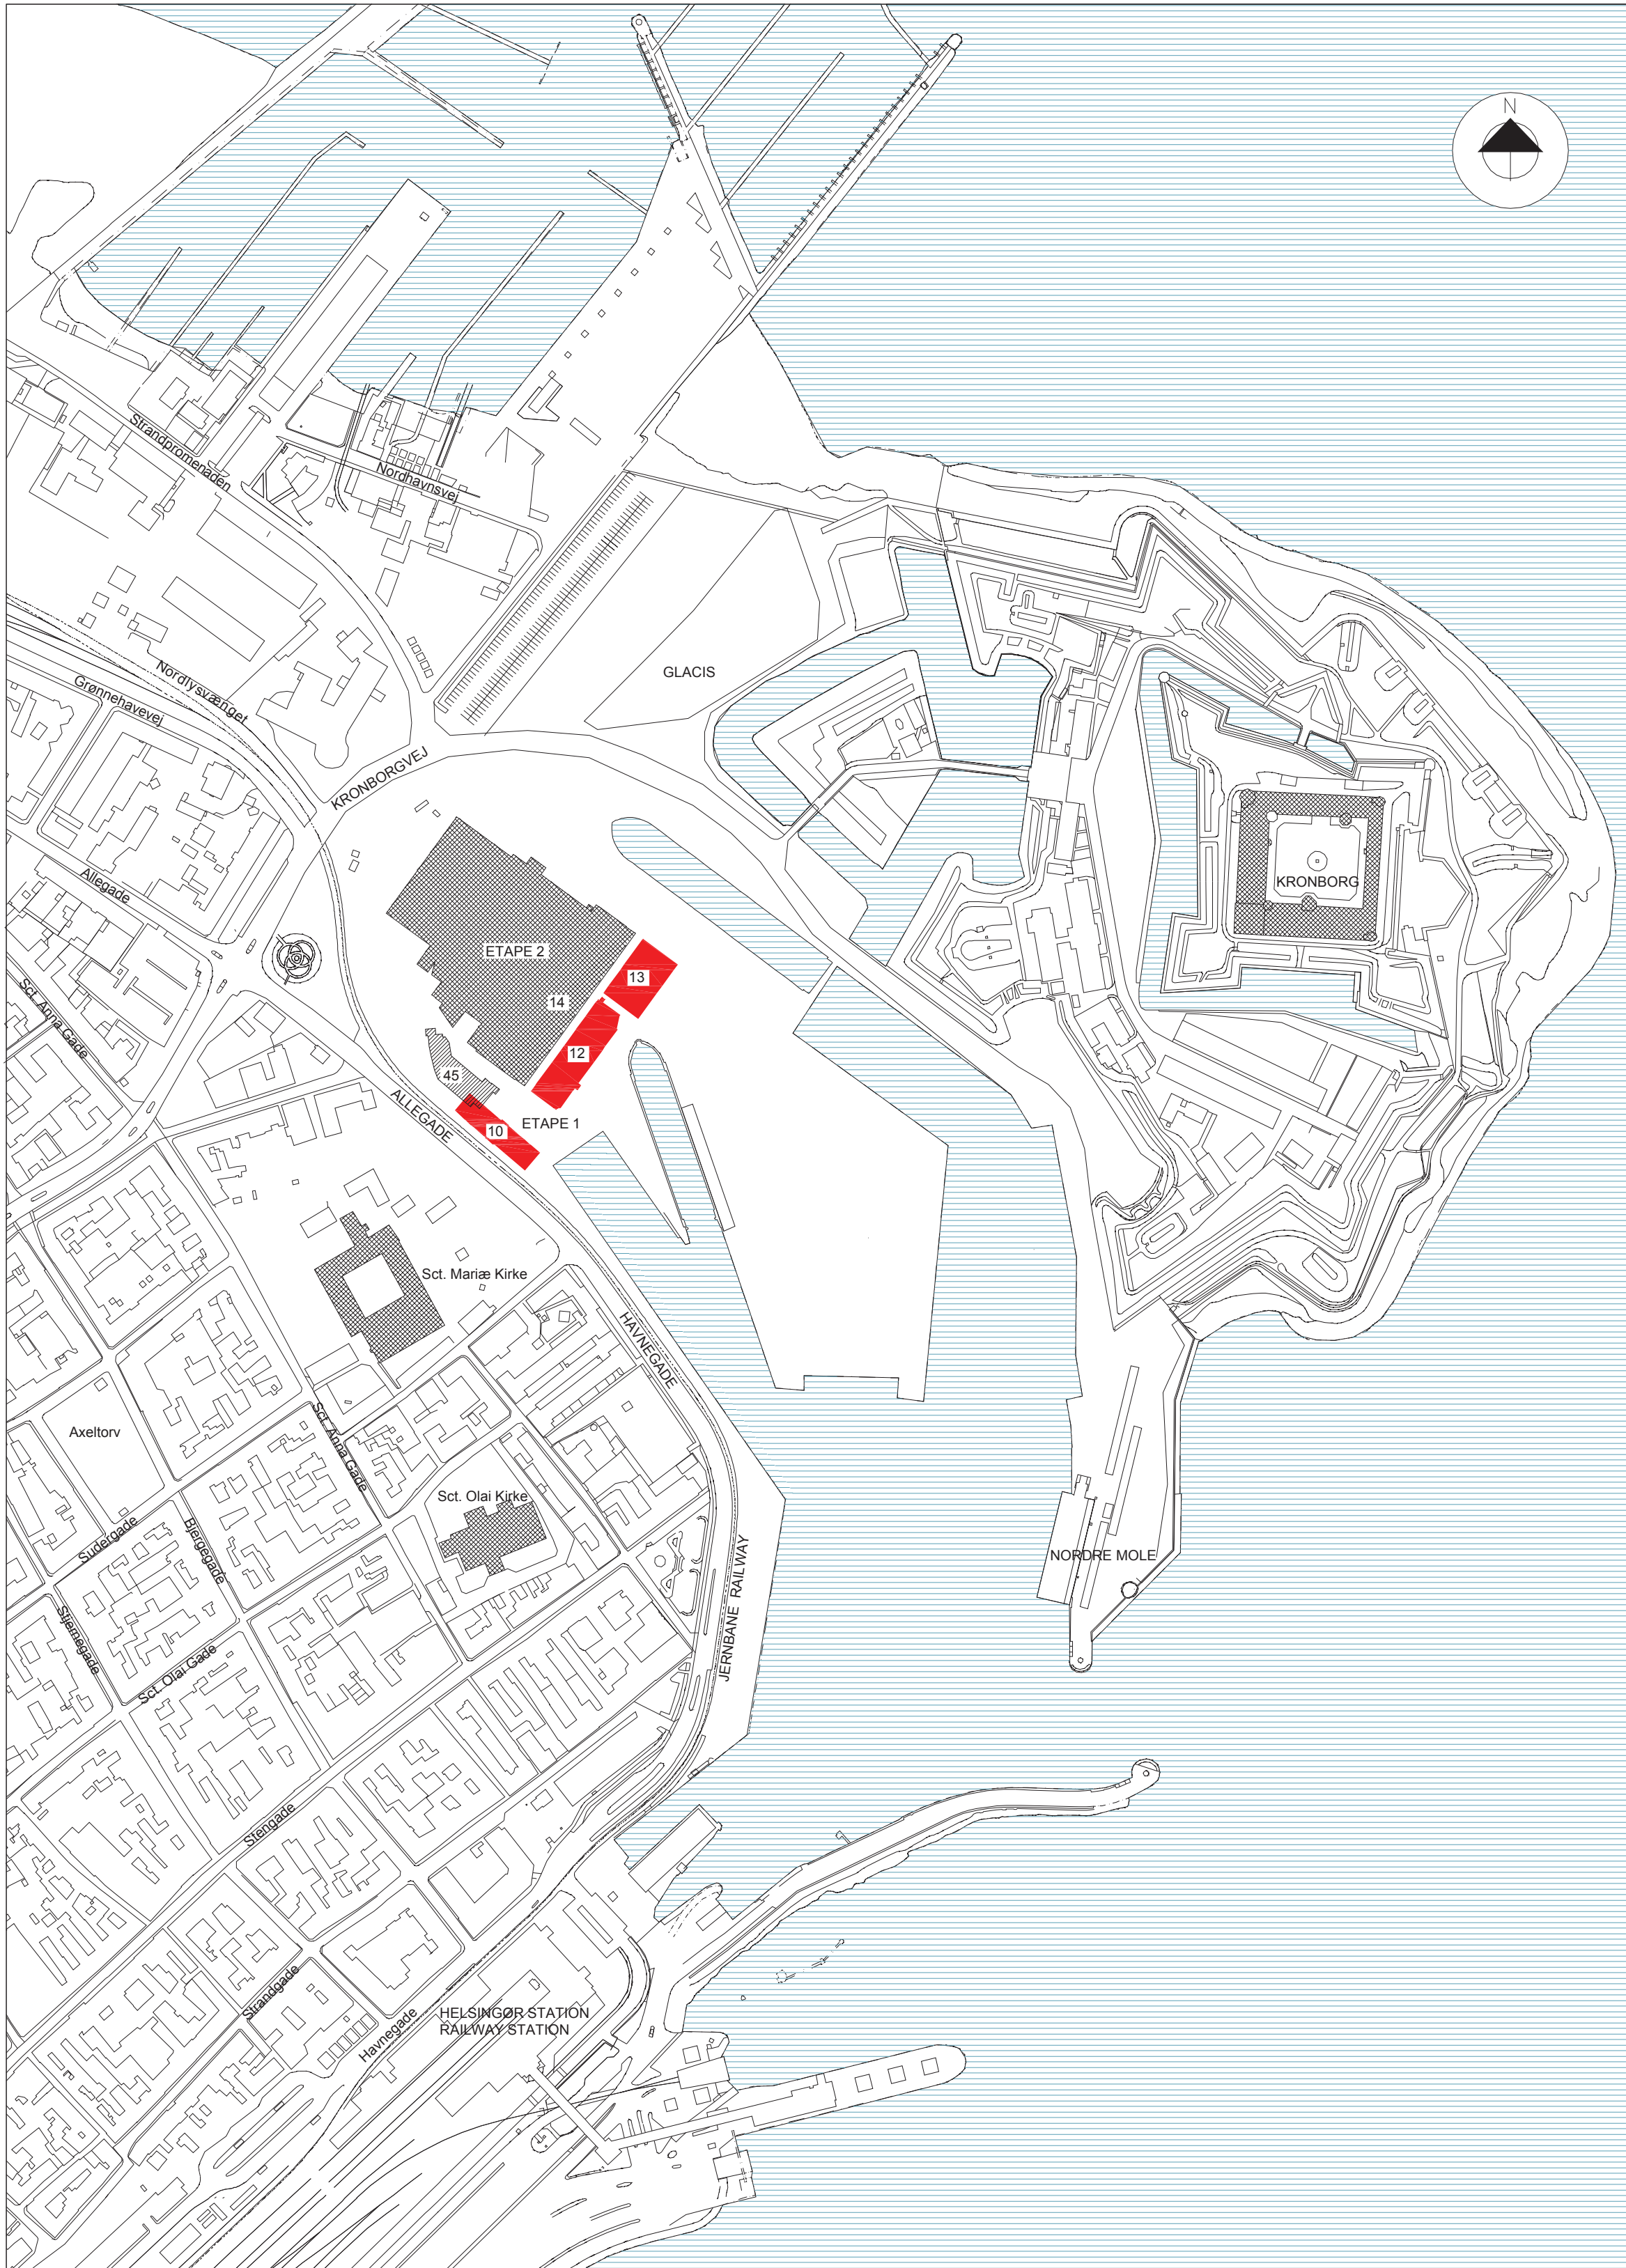 N
Strandpromenaden
Nordhavnsvej
Nordlysvænget
Grønnehavevej
GLACIS
KRONBORGVEJ
Allegade
KRONBORG
ETAPE 2
13
14
Sct. Anna Gade
12
45
ALLEGADE
ETAPE 1
10
Sct. Mariæ Kirke
HAVNEGADE
Axeltorv
Sct. Anna Gade
Sct. Olai Kirke
Sudergade
Bjergegade
NORDRE MOLE
JERNBANE RAILWAY
Stjernegade
Sct. Olai Gade
Stengade
Strandgade
Havnegade
HELSINGØR STATION
RAILWAY STATION